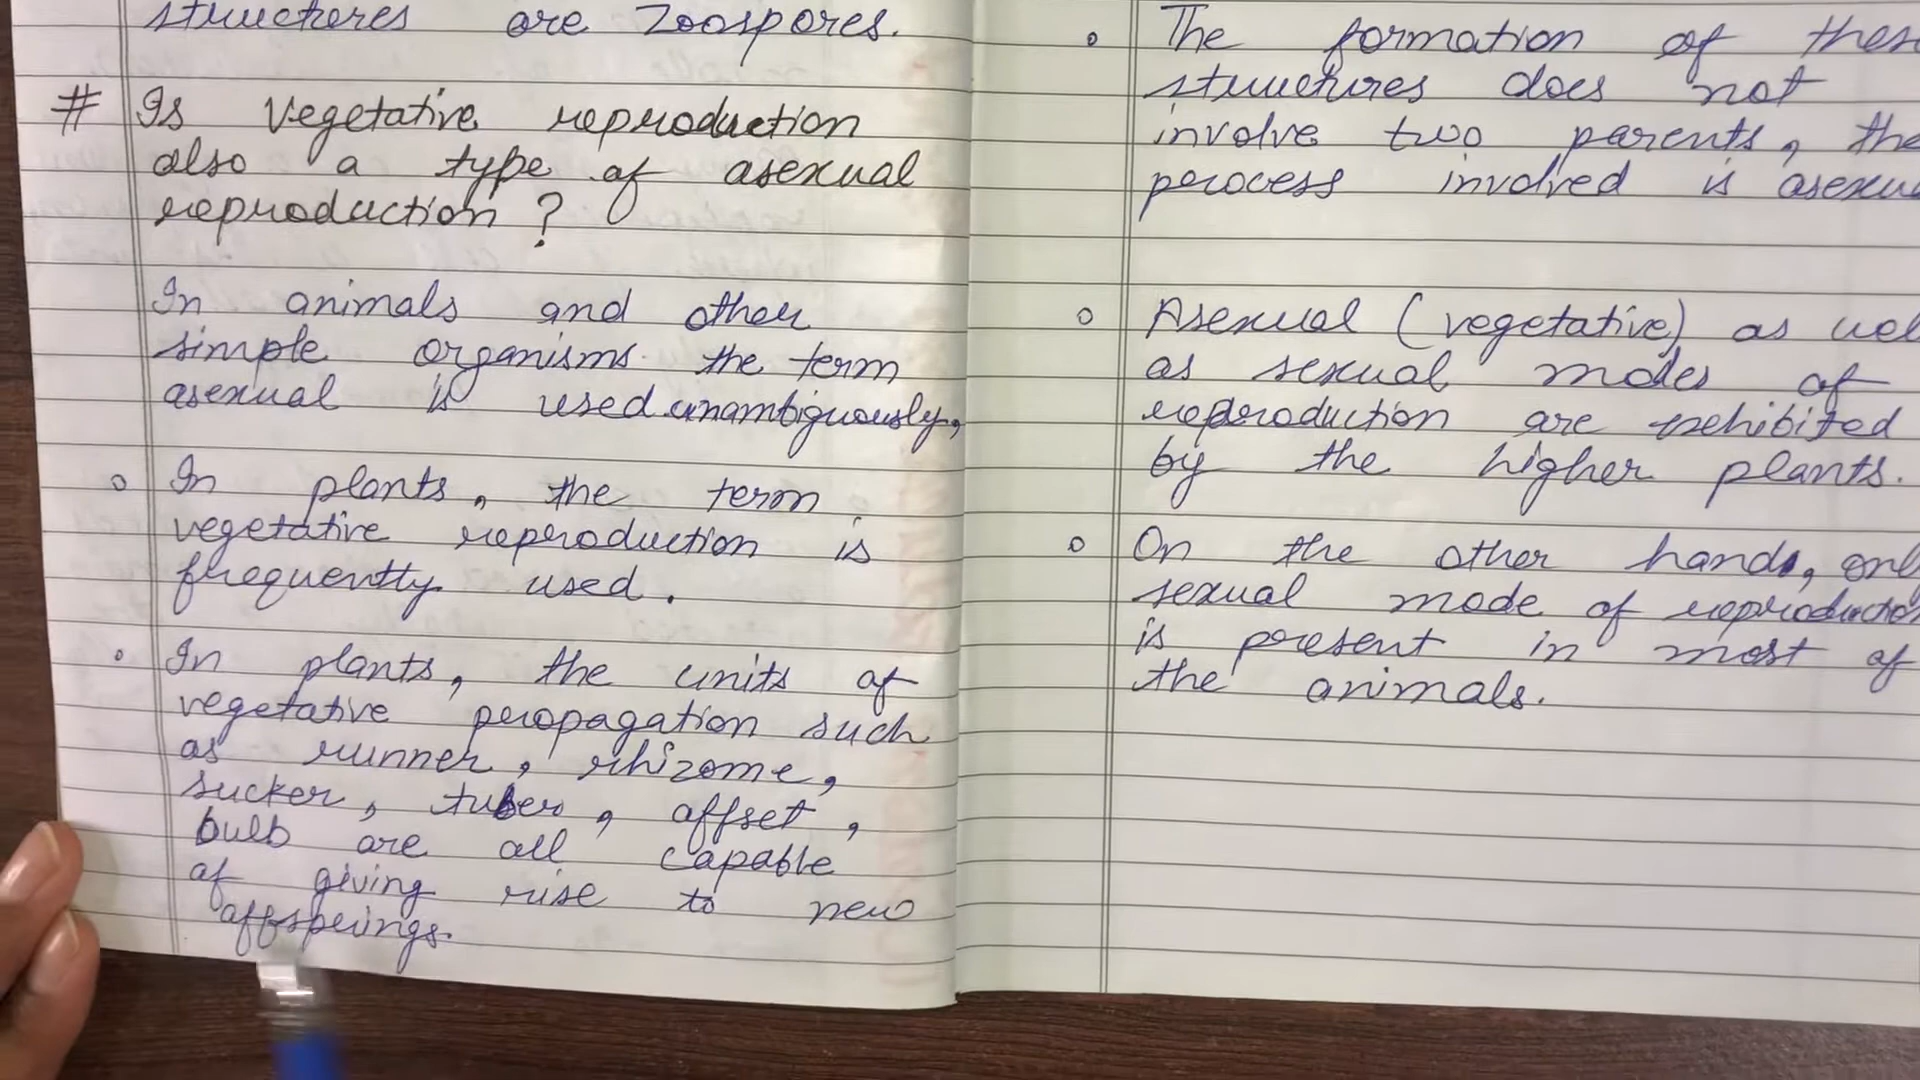 structures are Zoospores.
# Is Vegetative reproduction
also a type of asexual
reproduction ?
In animals and other
simple organisms the term
asexual is used unambiguously,
o In plants, the term
vegetative reproduction is
frequently used.
o In plants, the units of
vegetative propagation such
as runner, rhizome,
sucker, tuber, offset,
bulb are all capable
of giving rise to new
offsprings.
o The formation of thes
structures does not
involve two parents, the
process involved is asexu
o Asexual (vegetative) as wel
as sexual modes of
reproduction are exhibited
by the higher plants.
o On the other hand, onl
sexual mode of reproduction
is present in most of
the animals.